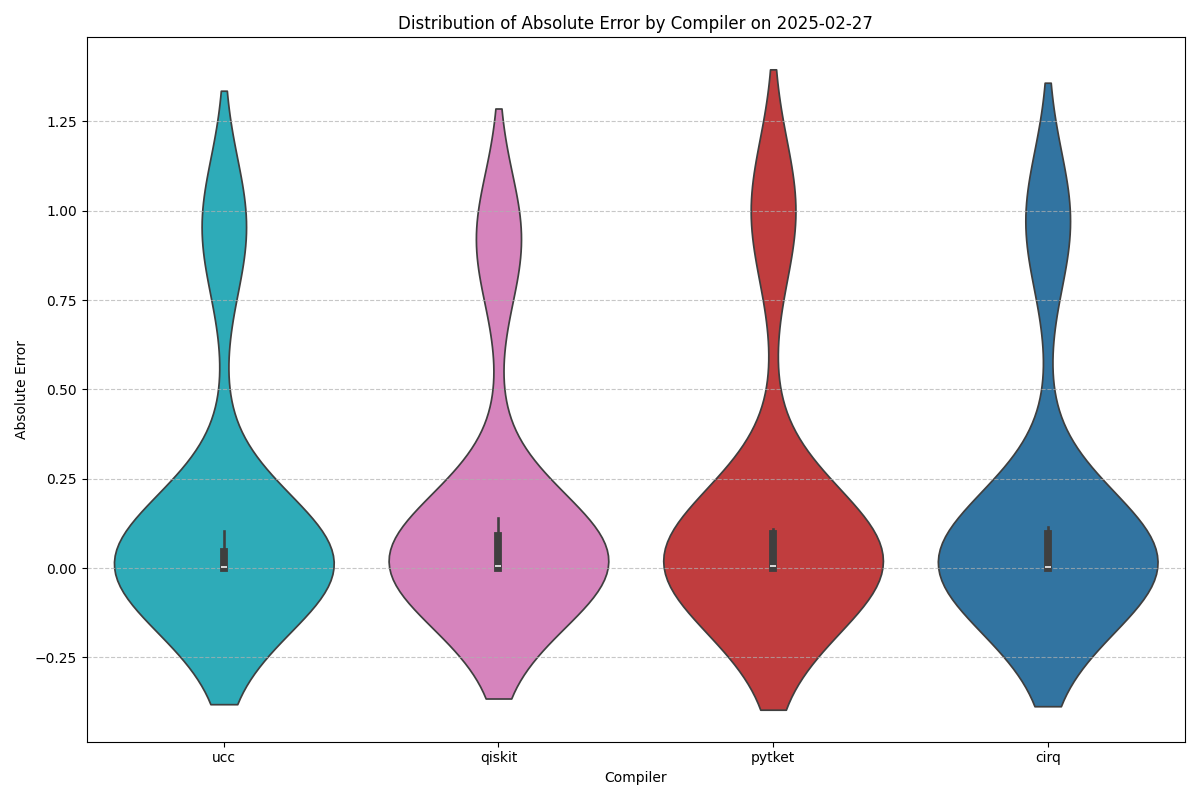 Distribution of Absolute Error by Compiler on 2025-02-27
1.25
1.00
0.75
0.50
0.25
0.00
−0.25
Absolute Error
ucc
qiskit
pytket
cirq
Compiler